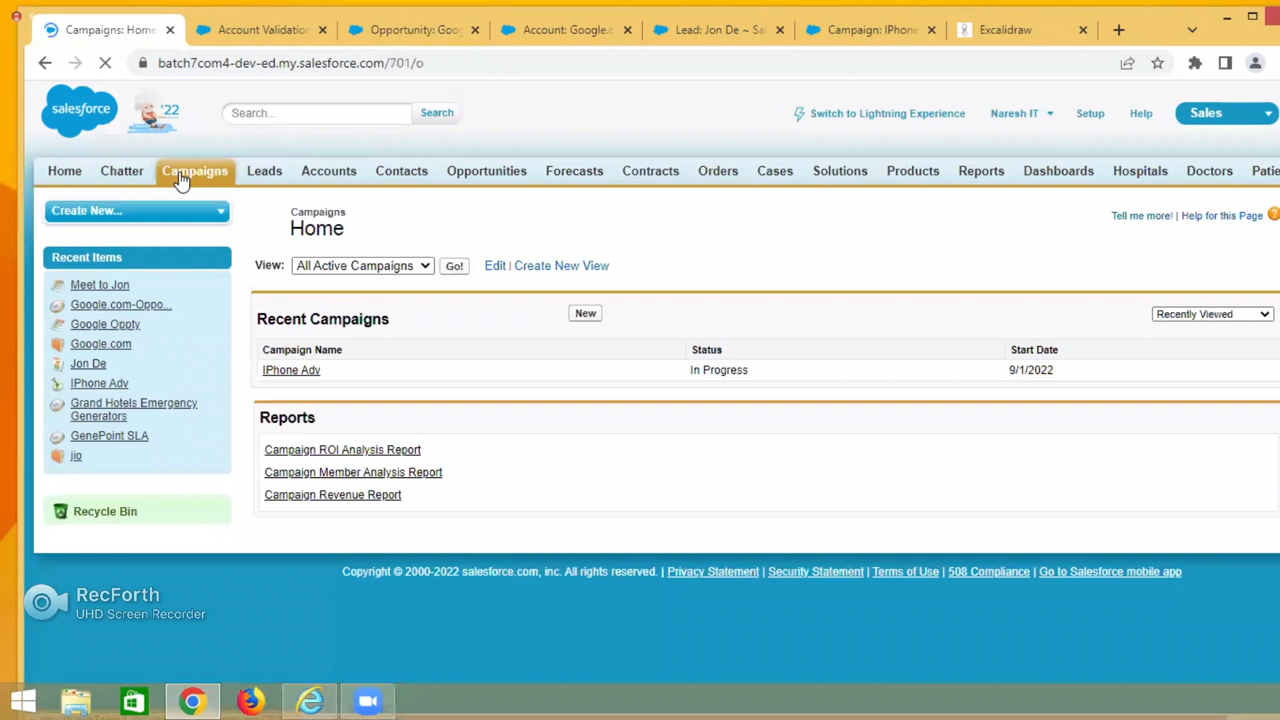 Campaigns: Home
Account Validation
Opportunity: Goo
Account: Google.c
Lead: Jon De ~ Sa
Campaign: IPhone
Excalidraw
batch7com4-dev-ed.my.salesforce.com/701/o
salesforce
'22
Search...
Search
Switch to Lightning Experience
Naresh IT
Setup
Help
Sales
Home
Chatter
Campaigns
Leads
Accounts
Contacts
Opportunities
Forecasts
Contracts
Orders
Cases
Solutions
Products
Reports
Dashboards
Hospitals
Doctors
Patie
Create New...
Campaigns
Home
Tell me more! | Help for this Page
Recent Items
Meet to Jon
Google.com-Oppo...
Google Oppty
Google.com
Jon De
IPhone Adv
Grand Hotels Emergency
Generators
GenePoint SLA
jio
Recycle Bin
View: All Active Campaigns Go! Edit | Create New View
Recent Campaigns
New
Recently Viewed
Campaign Name Status Start Date
IPhone Adv In Progress 9/1/2022
Reports
Campaign ROI Analysis Report
Campaign Member Analysis Report
Campaign Revenue Report
Copyright © 2000-2022 salesforce.com, inc. All rights reserved. | Privacy Statement | Security Statement | Terms of Use | 508 Compliance | Go to Salesforce mobile app
RecForth
UHD Screen Recorder